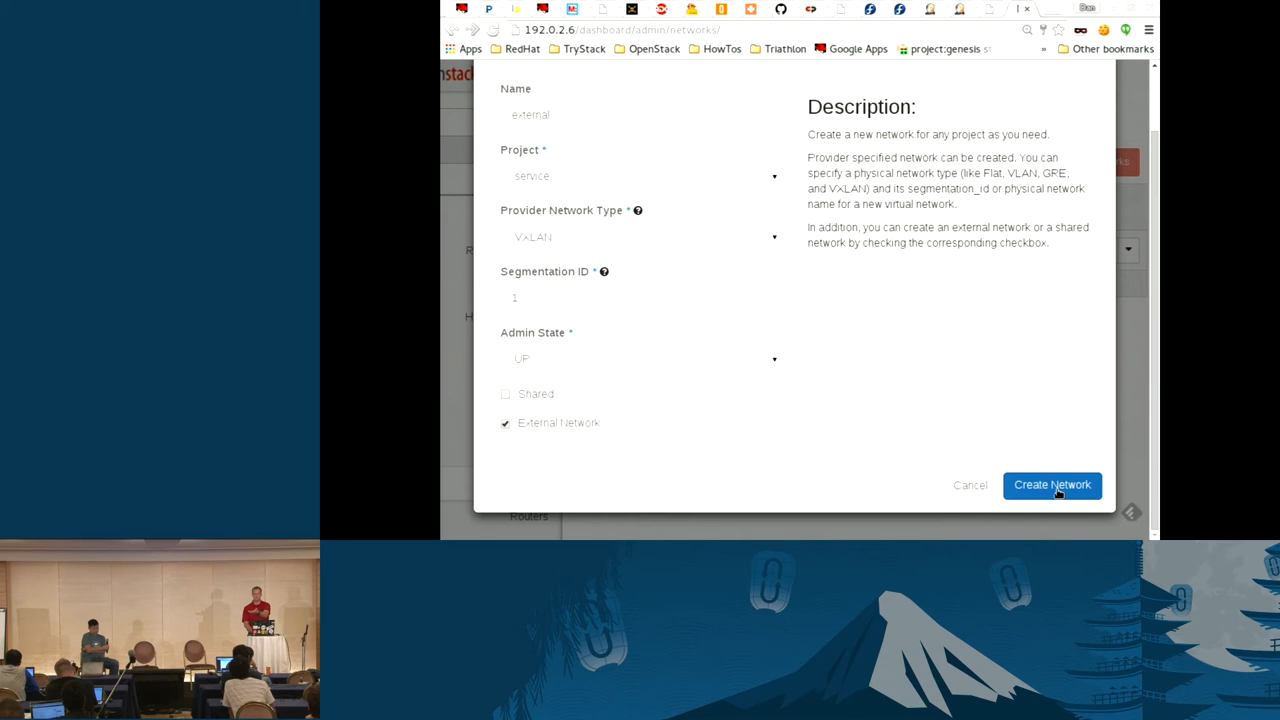 Dan
192.0.2.6/dashboard/admin/networks/
Apps RedHat TryStack OpenStack HowTos Triathlon Google Apps project:genesis st » Other bookmarks
Name
external
Project *
service
Provider Network Type *
VXLAN
Segmentation ID *
1
Admin State *
UP
Shared
External Network
Description:
Create a new network for any project as you need.
Provider specified network can be created. You can
specify a physical network type (like Flat, VLAN, GRE,
and VXLAN) and its segmentation_id or physical network
name for a new virtual network.
In addition, you can create an external network or a shared
network by checking the corresponding checkbox.
Cancel
Create Network
Routers